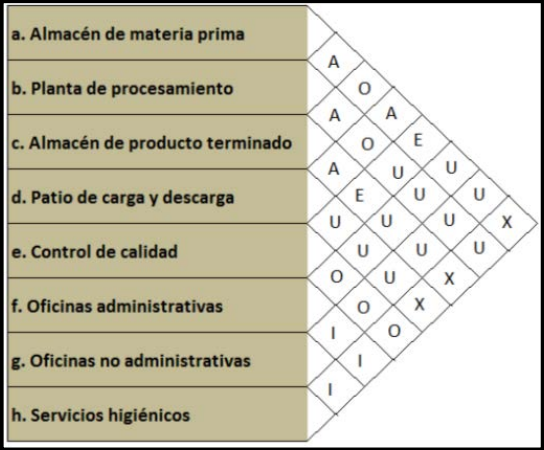 a. Almacén de materia prima
A
b. Planta de procesamiento O
A A
c. Almacén de producto terminado O E
A U U
d. Patio de carga y descarga E U U
U U U X
e. Control de calidad U U U
O U X
f. Oficinas administrativas O X
I O
g. Oficinas no administrativas I
I
h. Servicios higiénicos